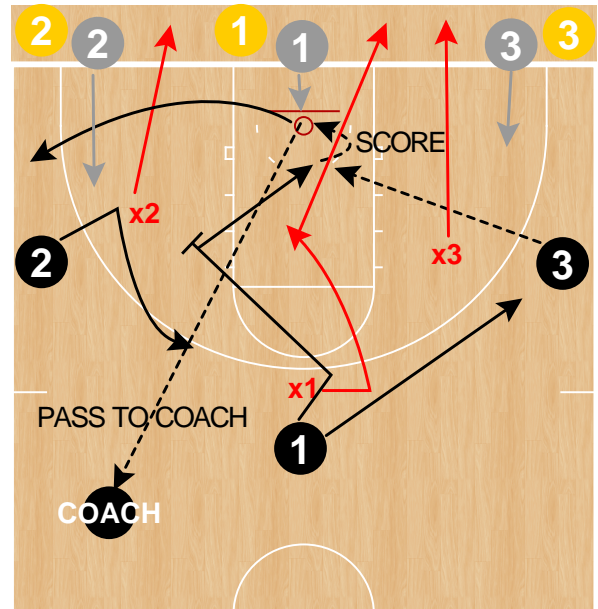 2 2 1 1 3 3
SCORE
x2
x3
2 3
x1
PASS TO COACH
1
COACH